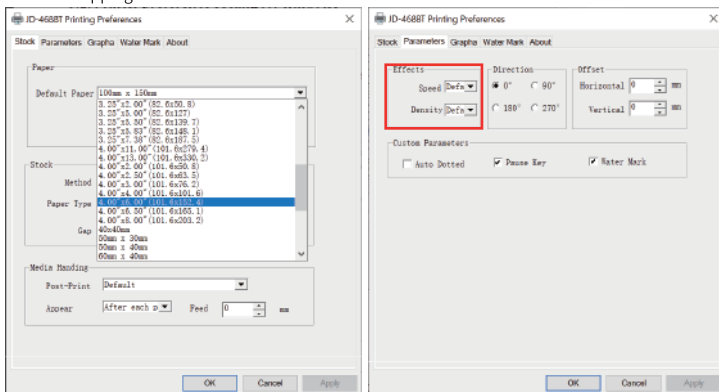 JD-4688T Printing Preferences
Stock Parameters Grapha Water Mark About
Paper
Default Paper 100mm x 150mm
3.25"x2.00"(82.6x50.8)
3.25"x5.00"(82.6x127)
3.25"x5.50"(82.6x139.7)
3.25"x5.83"(82.6x148.1)
3.25"x7.38"(82.6x187.5)
4.00"x11.00"(101.6x279.4)
4.00"x13.00"(101.6x330.2)
4.00"x2.00"(101.6x50.8)
4.00"x2.50"(101.6x63.5)
4.00"x3.00"(101.6x76.2)
4.00"x4.00"(101.6x101.6)
4.00"x6.00"(101.6x152.4)
4.00"x6.50"(101.6x165.1)
4.00"x8.00"(101.6x203.2)
40x40mm
50mm x 30mm
50mm x 40mm
60mm x 40mm
Stock
Method
Paper Type
Gap
Media Handing
Post-Print Default
Appear After each p Feed 0 mm
OK Cancel Apply
JD-4688T Printing Preferences
Stock Parameters Grapha Water Mark About
Effects
Speed Defa
Density Defa
Direction
0° 90°
180° 270°
Offset
Horizontal 0 mm
Vertical 0 mm
Custom Parameters
Auto Dotted Pause Key Water Mark
OK Cancel Apply